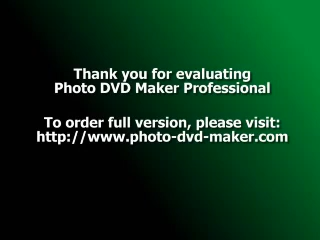 Thank you for evaluating
Photo DVD Maker Professional
To order full version, please visit:
http://www.photo-dvd-maker.com